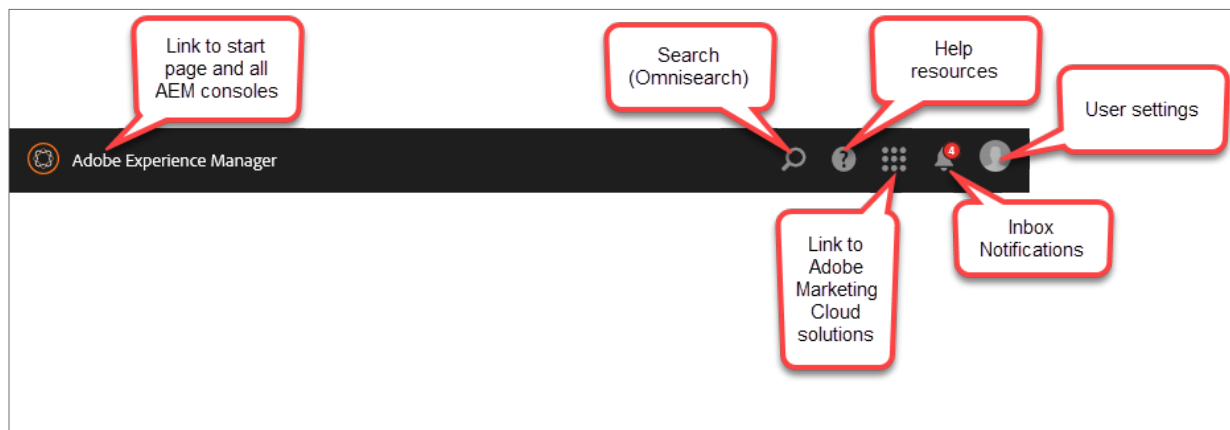 Link to start
page and all
AEM consoles
Search
(Omnisearch)
Help
resources
User settings
Adobe Experience Manager
?
4
Link to
Adobe
Marketing
Cloud
solutions
Inbox
Notifications